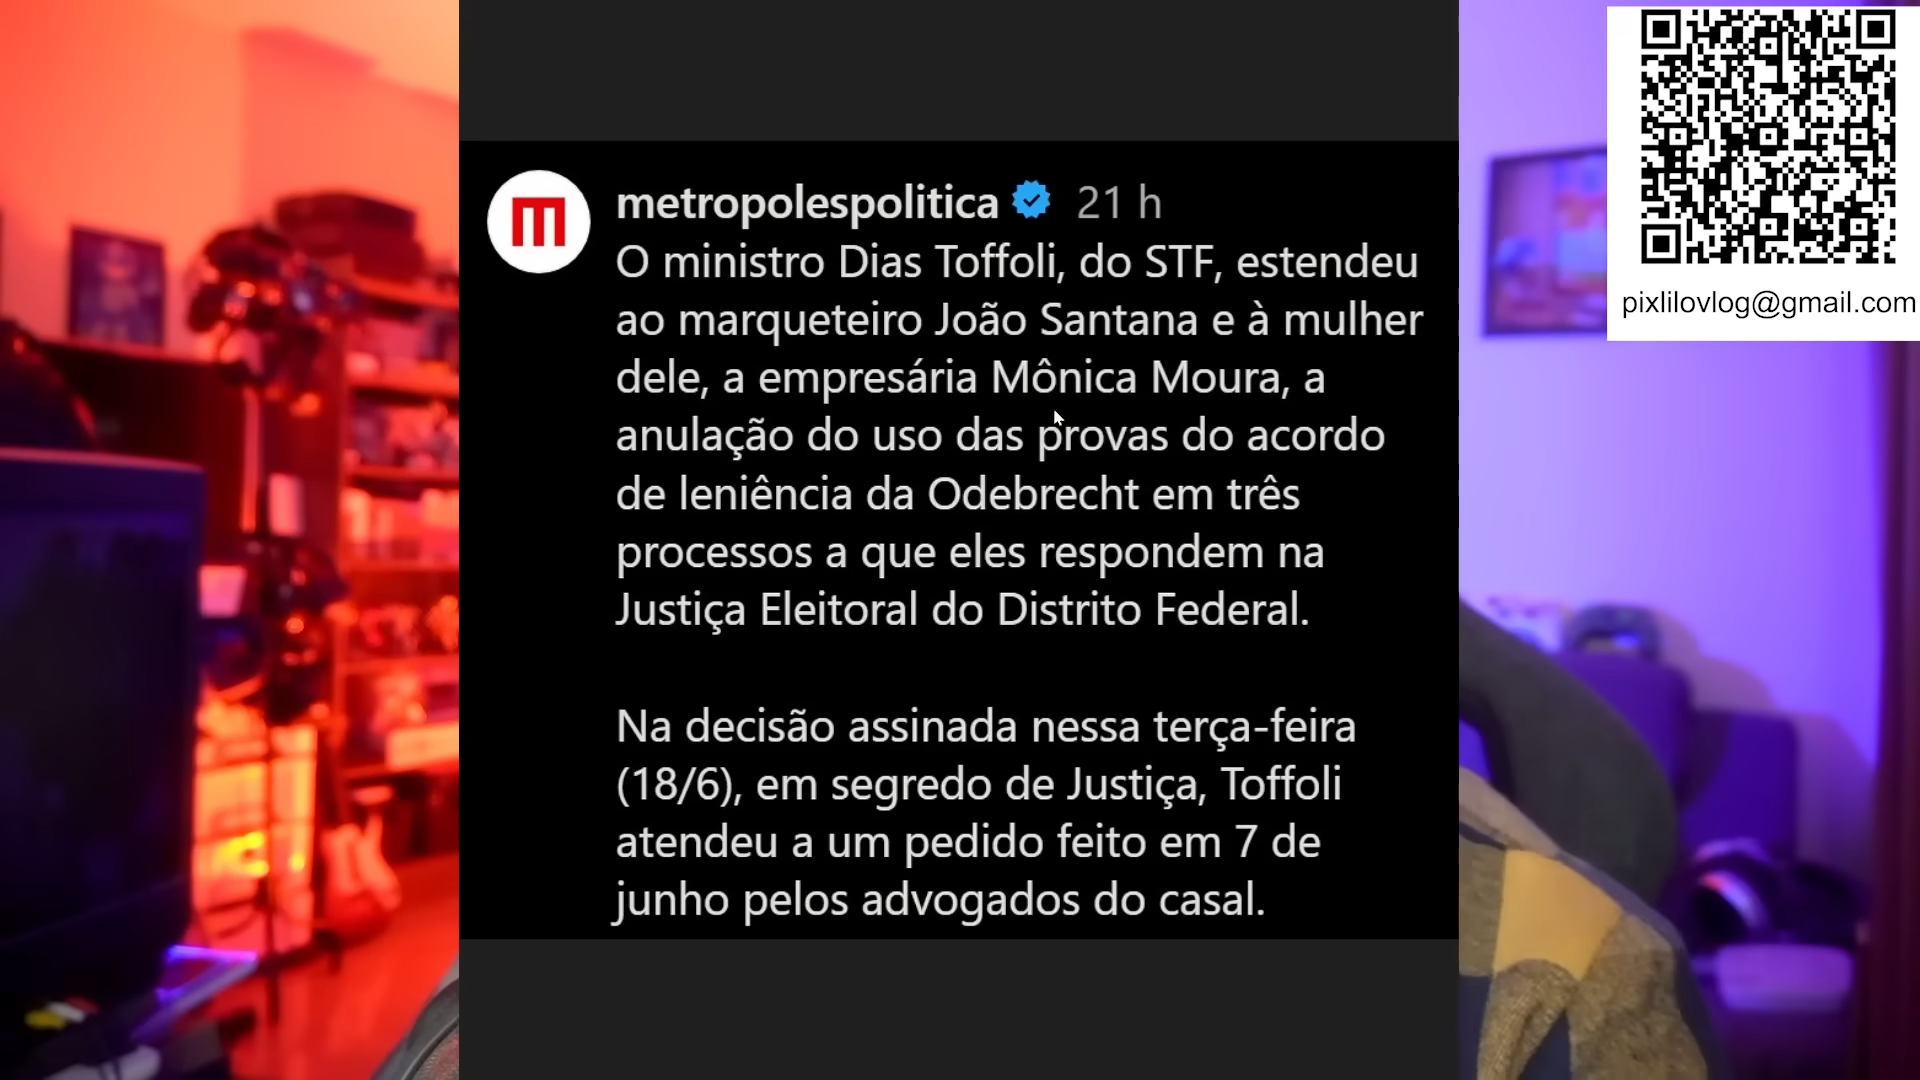 metropolespolitica 21 h
O ministro Dias Toffoli, do STF, estendeu
ao marqueteiro João Santana e à mulher
dele, a empresária Mônica Moura, a
anulação do uso das provas do acordo
de leniência da Odebrecht em três
processos a que eles respondem na
Justiça Eleitoral do Distrito Federal.
Na decisão assinada nessa terça-feira
(18/6), em segredo de Justiça, Toffoli
atendeu a um pedido feito em 7 de
junho pelos advogados do casal.
pixlilovlog@gmail.com